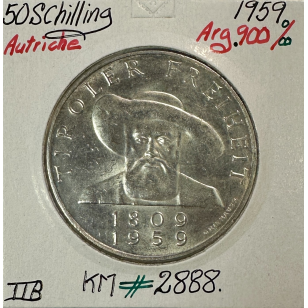 50 Schilling 1959.
Autriche Arg.900‰
TIROLER FREIHEIT
1809
1959
TTB KM #2888.